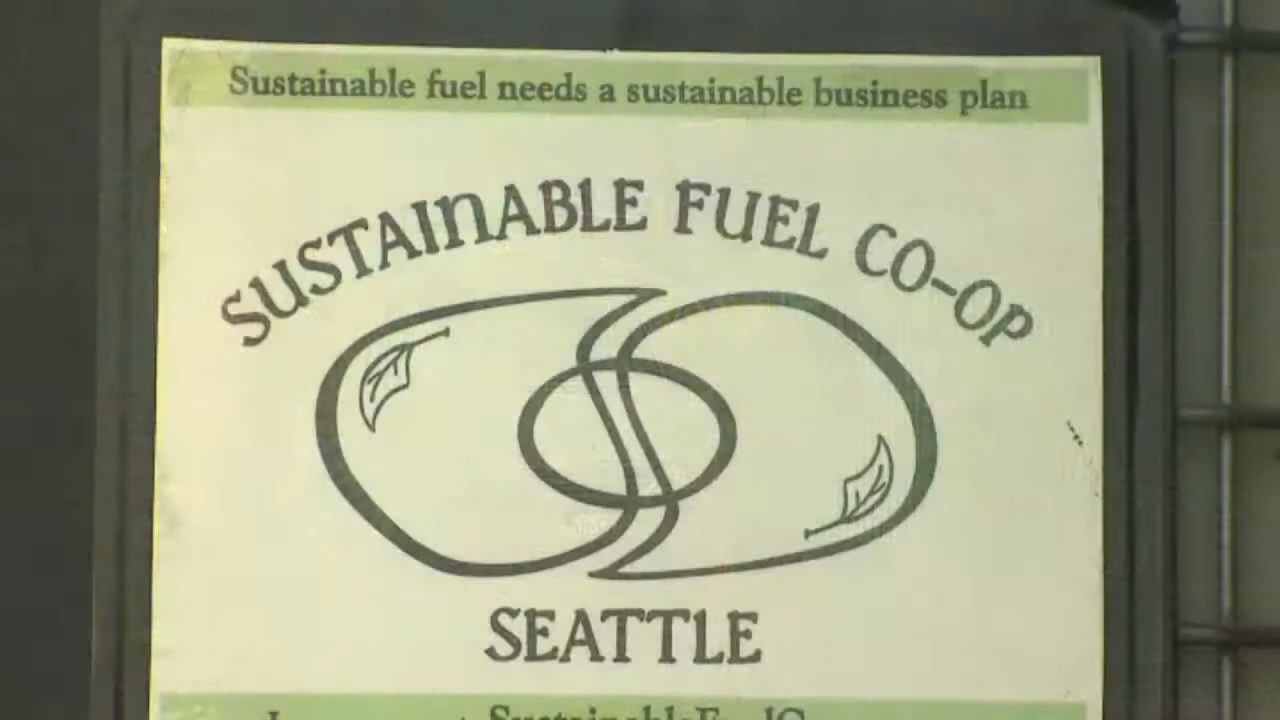 Sustainable fuel needs a sustainable business plan
SUSTAINABLE FUEL CO-OP
SEATTLE